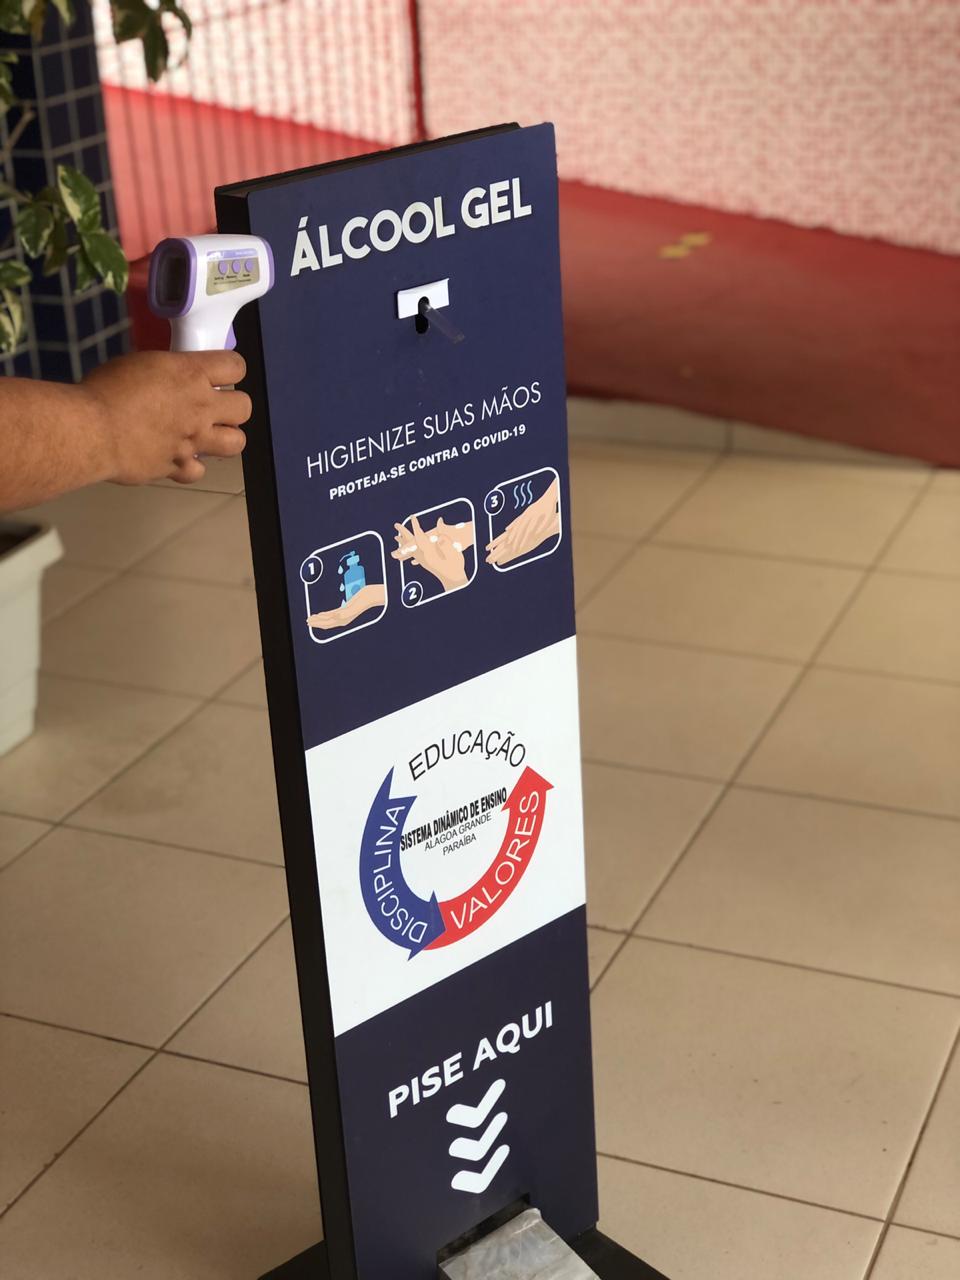 ÁLCOOL GEL
HIGIENIZE SUAS MÃOS
PROTEJA-SE CONTRA O COVID-19
1
2
3
EDUCAÇÃO
DISCIPLINA
VALORES
SISTEMA DINÂMICO DE ENSINO
ALAGOA GRANDE
PARAÍBA
PISE AQUI